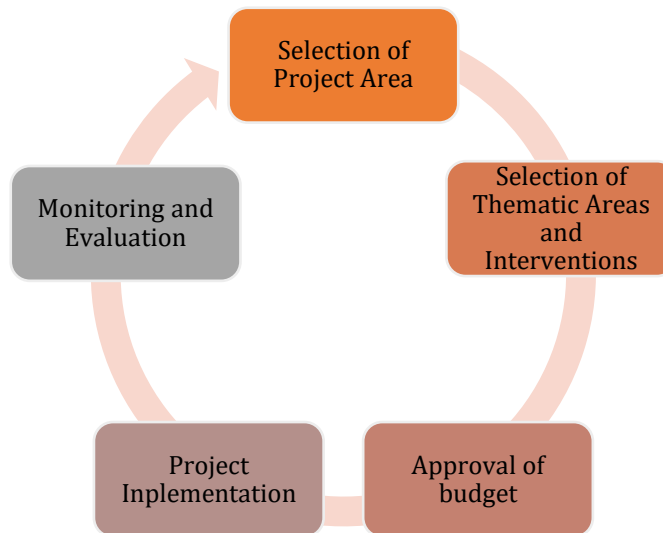 Selection of
Project Area
Selection of
Thematic Areas
and
Interventions
Approval of
budget
Project
Inplementation
Monitoring and
Evaluation